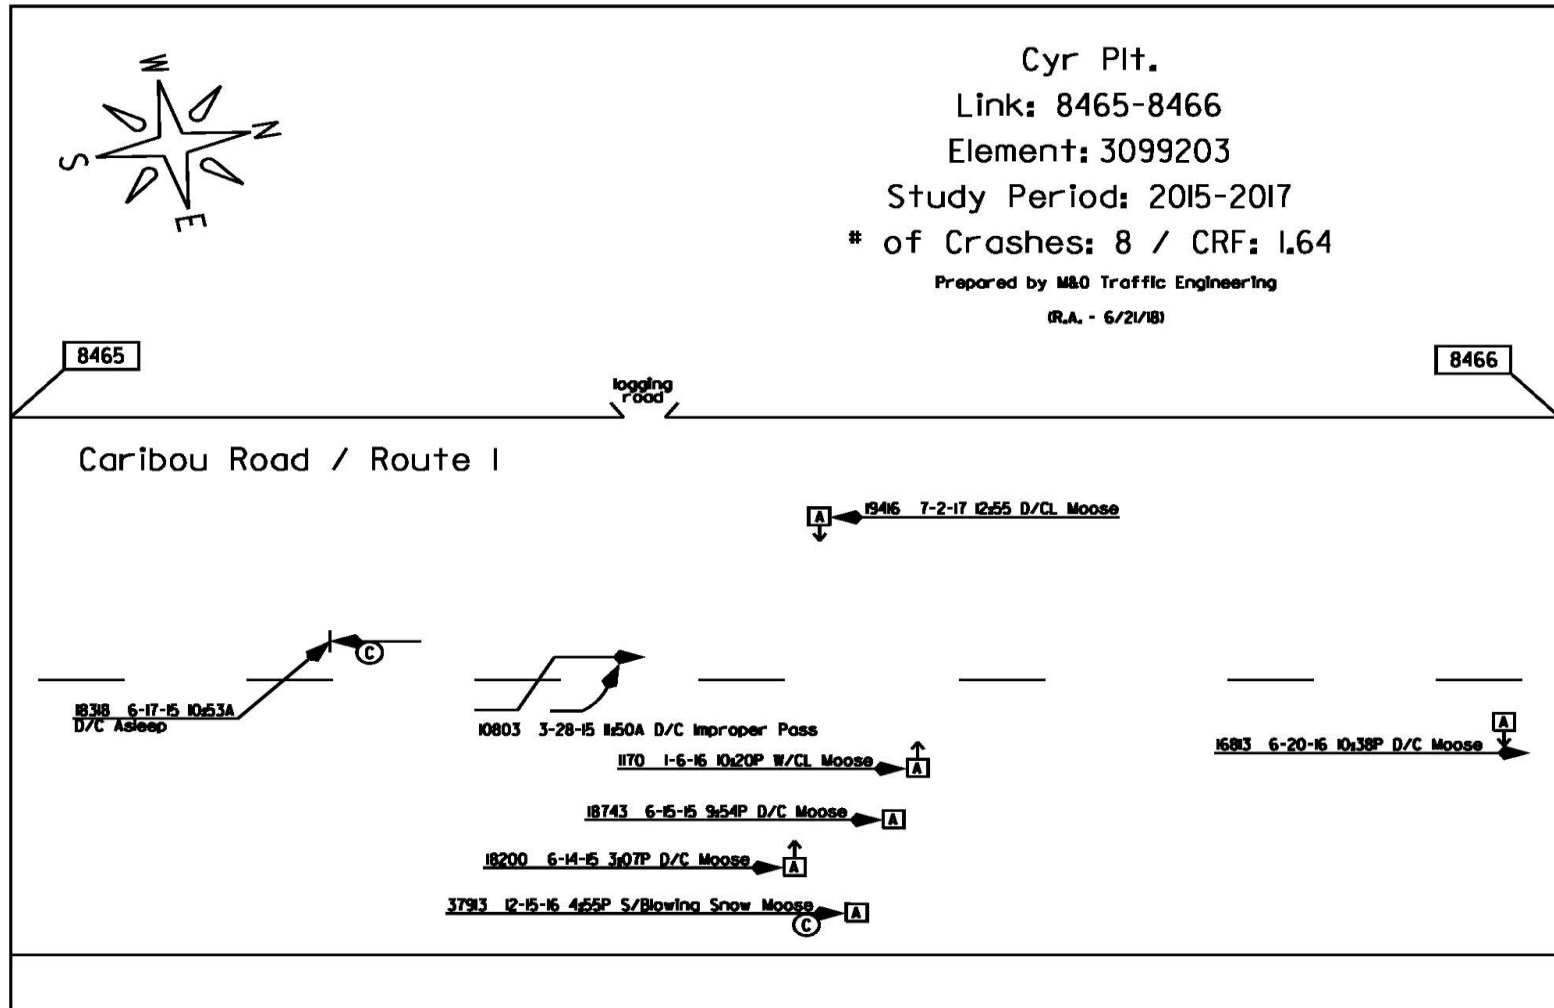 W
N
S
E
Cyr Plt.
Link: 8465-8466
Element: 3099203
Study Period: 2015-2017
# of Crashes: 8 / CRF: 1.64
Prepared by M&O Traffic Engineering
(R.A. - 6/21/18)
8465
8466
logging
road
Caribou Road / Route 1
A
19416 7-2-17 12:55 D/CL Moose
C
18318 6-17-15 10:53A
D/C Asleep
10803 3-28-15 11:50A D/C Improper Pass
A
16813 6-20-16 10:38P D/C Moose
1170 1-6-16 10:20P W/CL Moose
A
18743 6-15-15 9:54P D/C Moose
A
18200 6-14-15 3:07P D/C Moose
A
37913 12-15-16 4:55P S/Blowing Snow Moose
A
C